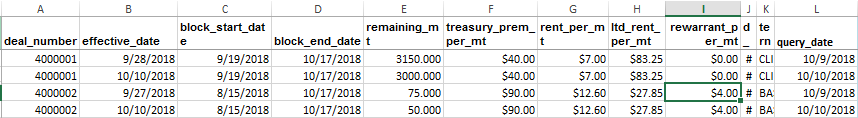 A B C D E F G H I J K L
deal_number effective_date block_start_date block_end_date remaining_mt treasury_prem_per_mt rent_per_mt ltd_rent_per_mt rewarrant_per_mt d_ te rn query_date
4000001 9/28/2018 9/19/2018 10/17/2018 3150.000 $40.00 $7.00 $83.25 $0.00 # CLI 10/9/2018
4000001 10/10/2018 9/19/2018 10/17/2018 3000.000 $40.00 $7.00 $83.25 $0.00 # CLI 10/10/2018
4000002 9/27/2018 8/15/2018 10/17/2018 75.000 $90.00 $12.60 $27.85 $4.00 # BA 10/9/2018
4000002 10/10/2018 8/15/2018 10/17/2018 50.000 $90.00 $12.60 $27.85 $4.00 # BA 10/10/2018